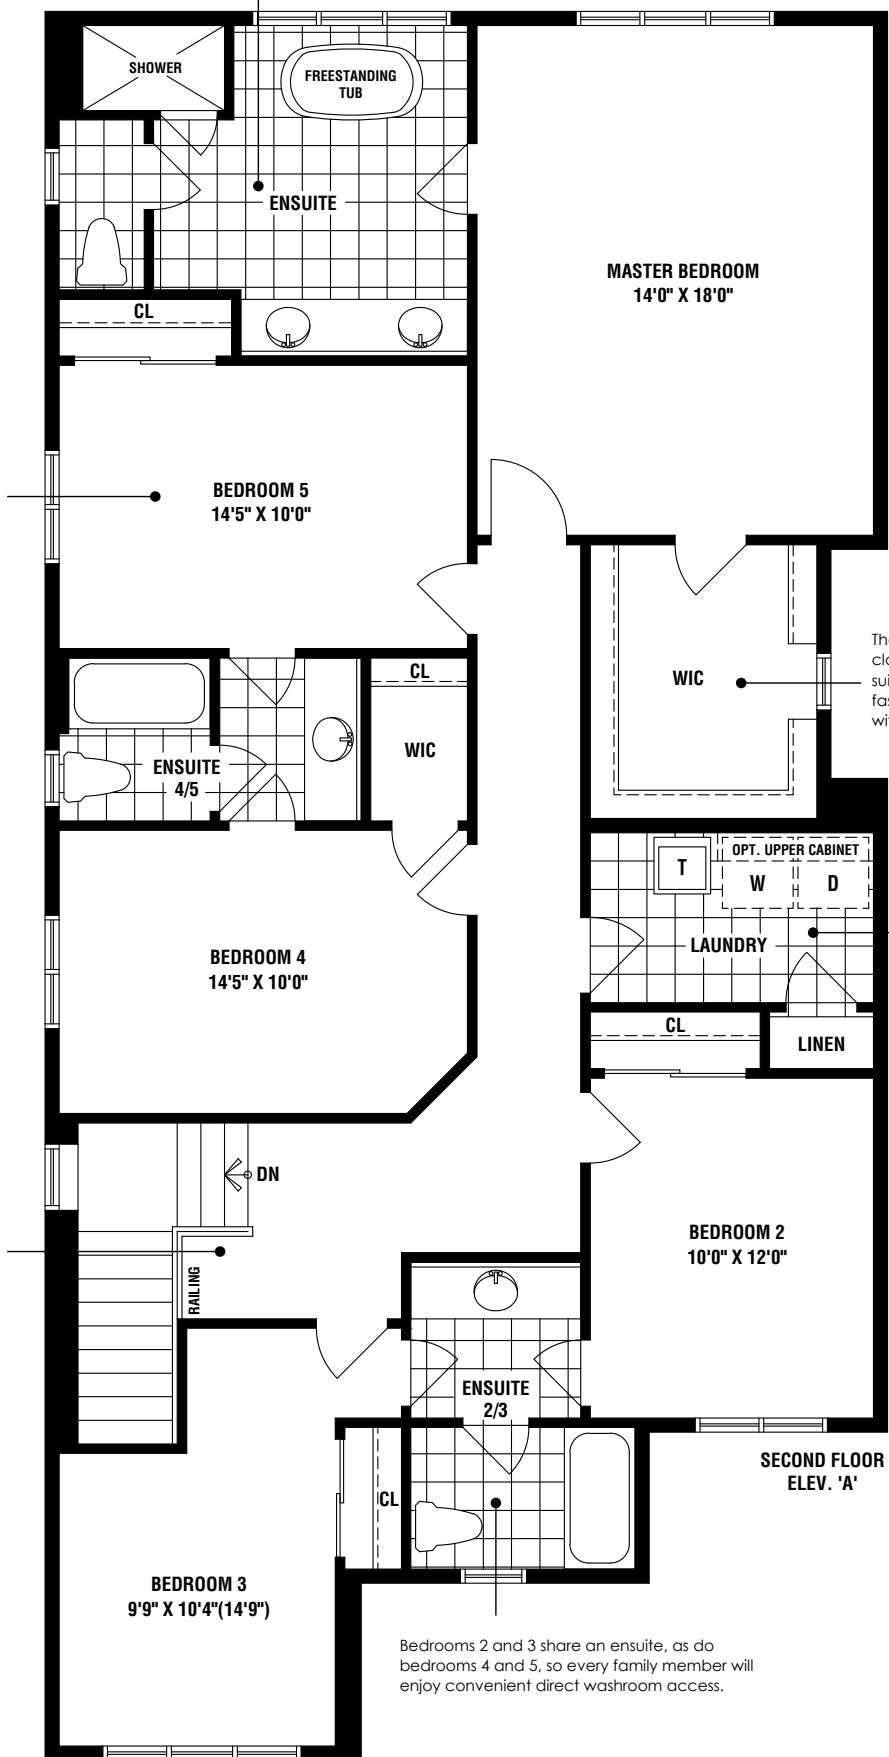 SHOWER
FREESTANDING
TUB
ENSUITE
MASTER BEDROOM
14'0" X 18'0"
CL
BEDROOM 5
14'5" X 10'0"
CL
WIC
WIC
ENSUITE
4/5
OPT. UPPER CABINET
T
W
D
LAUNDRY
BEDROOM 4
14'5" X 10'0"
CL
LINEN
DN
RAILING
BEDROOM 2
10'0" X 12'0"
ENSUITE
2/3
SECOND FLOOR
ELEV. 'A'
CL
BEDROOM 3
9'9" X 10'4"(14'9")
Bedrooms 2 and 3 share an ensuite, as do
bedrooms 4 and 5, so every family member will
enjoy convenient direct washroom access.